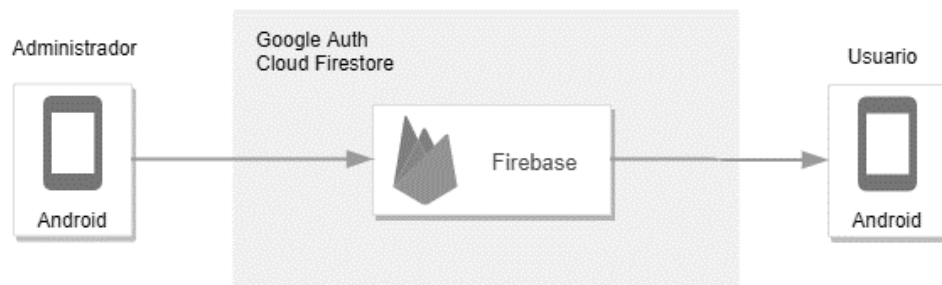 Administrador
Android
Google Auth
Cloud Firestore
Firebase
Usuario
Android